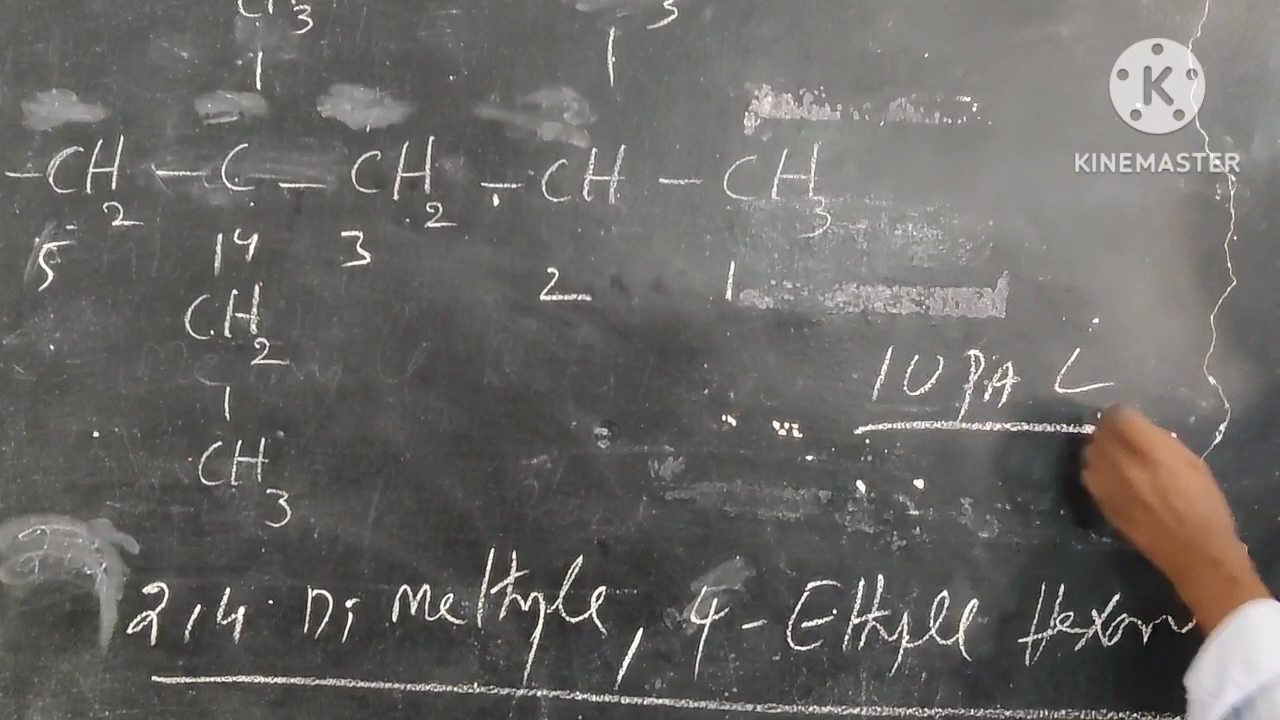 CH3 3
| |
K
KINEMASTER
-CH2 - C - CH2 - CH - CH3
5 14 3 2 1
CH2
|
CH3
IUPAC
2,4. Di Methyle, 4- Ethyle Hexan